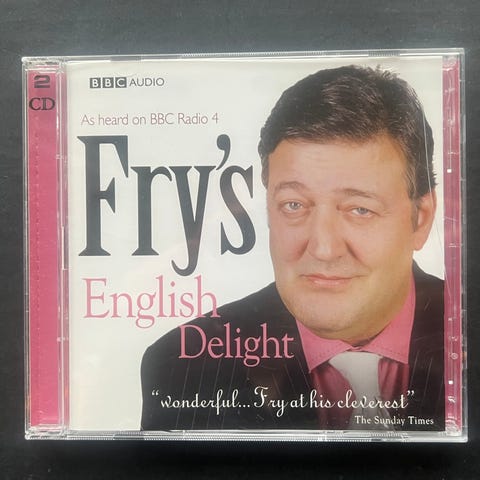 2
CD
BBC AUDIO
As heard on BBC Radio 4
Fry's
English
Delight
“wonderful...Fry at his cleverest”
The Sunday Times